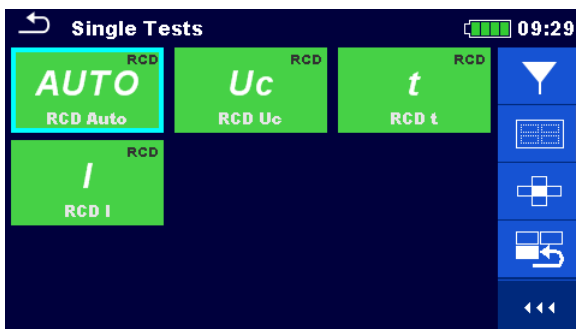 Single Tests
09:29
RCD
AUTO
RCD Auto
RCD
Uc
RCD Uc
RCD
t
RCD t
RCD
I
RCD I